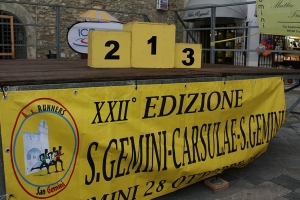 2 1 3
RUNNERS
San Gemini
XXII° EDIZIONE
S.GEMINI-CARSULAE-S.GEMINI